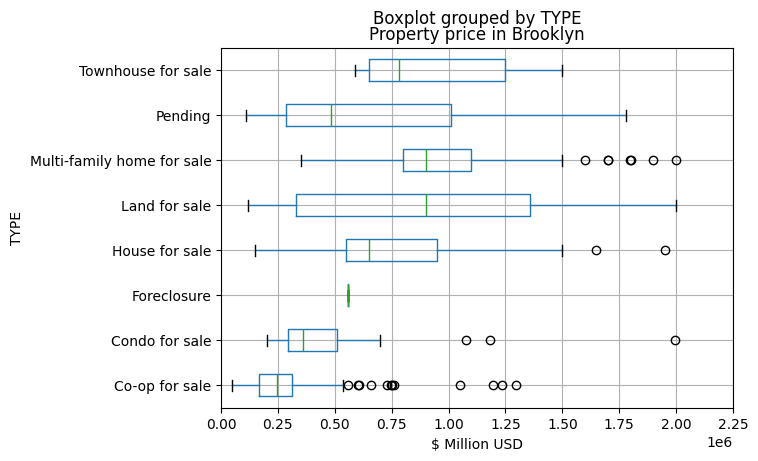 Boxplot grouped by TYPE
Property price in Brooklyn
Townhouse for sale
Pending
Multi-family home for sale
Land for sale
House for sale
Foreclosure
Condo for sale
Co-op for sale
TYPE
0.00 0.25 0.50 0.75 1.00 1.25 1.50 1.75 2.00 2.25
1e6
$ Million USD